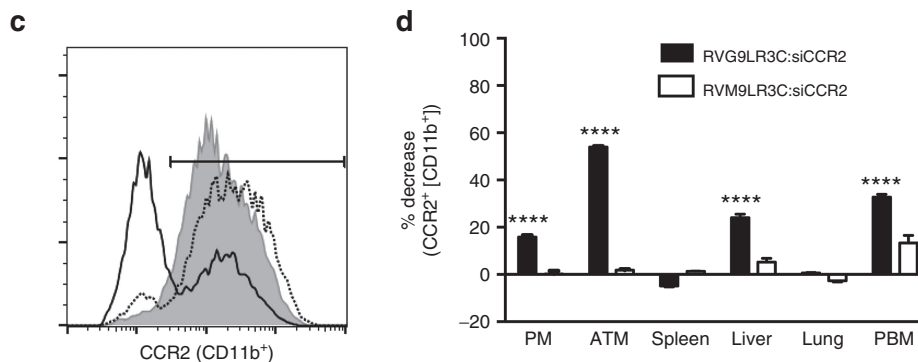 c
CCR2 (CD11b⁺)
d
% decrease
(CCR2⁺ [CD11b⁺])
100
80
60
40
20
0
−20
RVG9LR3C:siCCR2
RVM9LR3C:siCCR2
****
****
****
****
PM ATM Spleen Liver Lung PBM